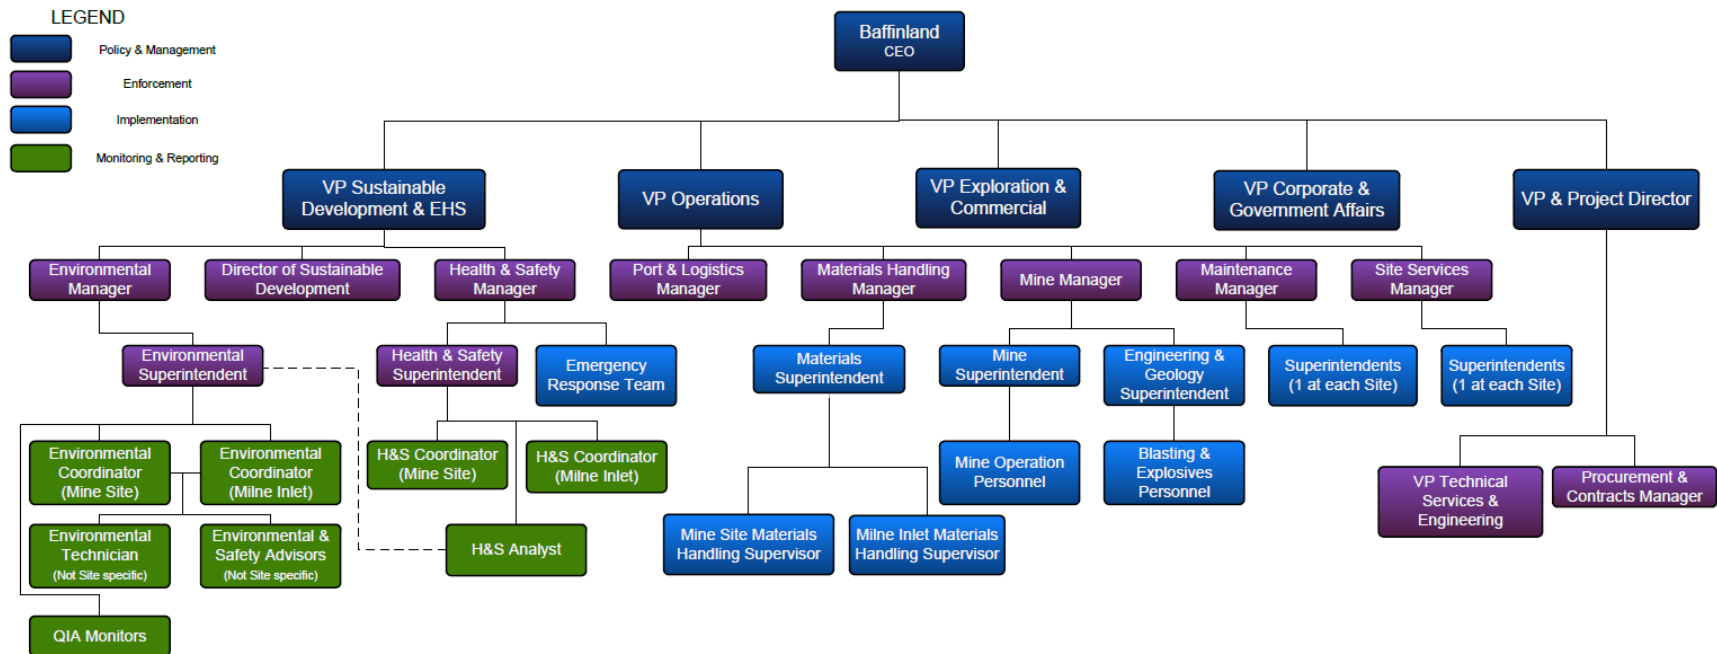 LEGEND
Policy & Management
Enforcement
Implementation
Monitoring & Reporting
Baffinland
CEO
VP Sustainable
Development & EHS
VP Operations
VP Exploration &
Commercial
VP Corporate &
Government Affairs
VP & Project Director
Environmental
Manager
Director of Sustainable
Development
Health & Safety
Manager
Port & Logistics
Manager
Materials Handling
Manager
Mine Manager
Maintenance
Manager
Site Services
Manager
Environmental
Superintendent
Health & Safety
Superintendent
Emergency
Response Team
Materials
Superintendent
Mine
Superintendent
Engineering &
Geology
Superintendent
Superintendents
(1 at each Site)
Superintendents
(1 at each Site)
Environmental
Coordinator
(Mine Site)
Environmental
Coordinator
(Milne Inlet)
H&S Coordinator
(Mine Site)
H&S Coordinator
(Milne Inlet)
Mine Operation
Personnel
Blasting &
Explosives
Personnel
VP Technical
Services &
Engineering
Procurement &
Contracts Manager
Environmental
Technician
(Not Site specific)
Environmental &
Safety Advisors
(Not Site specific)
H&S Analyst
Mine Site Materials
Handling Supervisor
Milne Inlet Materials
Handling Supervisor
QIA Monitors